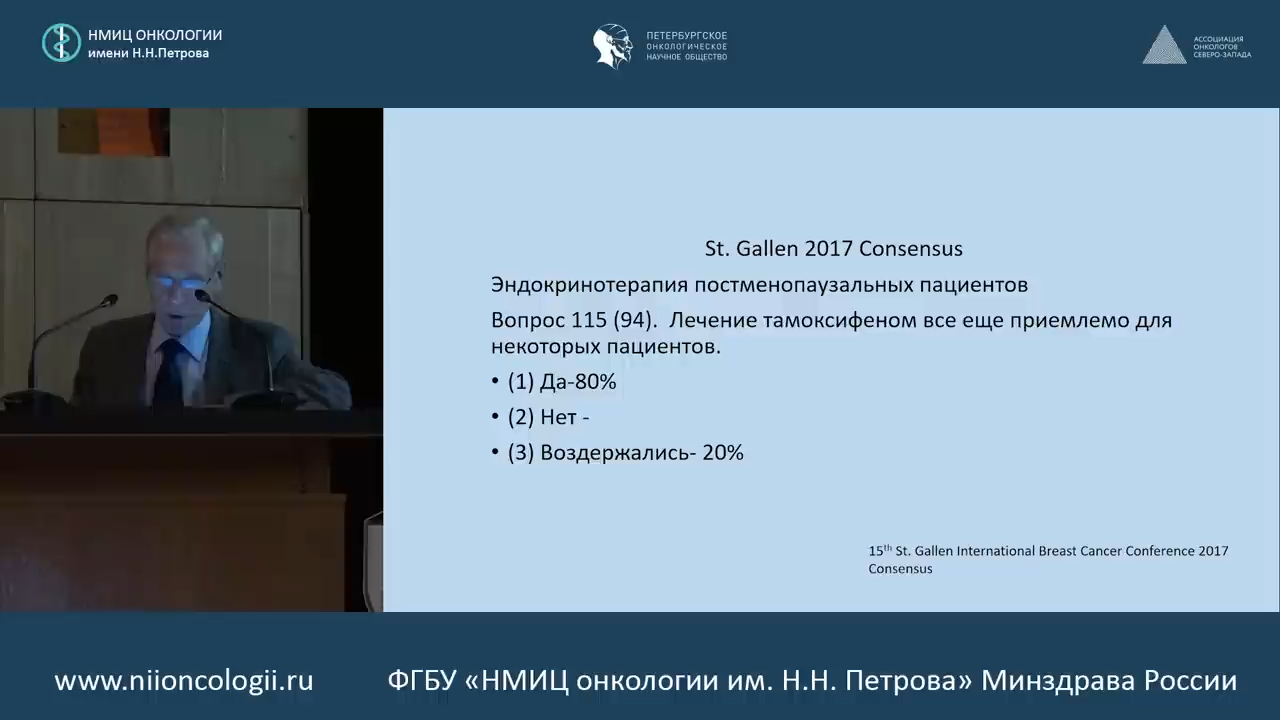 НМИЦ ОНКОЛОГИИ
имени Н.Н.Петрова
ПЕТЕРБУРГСКОЕ
ОНКОЛОГИЧЕСКОЕ
НАУЧНОЕ ОБЩЕСТВО
АССОЦИАЦИЯ
ОНКОЛОГОВ
СЕВЕРО-ЗАПАДА
St. Gallen 2017 Consensus
Эндокринотерапия постменопаузальных пациентов
Вопрос 115 (94). Лечение тамоксифеном все еще приемлемо для
некоторых пациентов.
• (1) Да-80%
• (2) Нет -
• (3) Воздержались- 20%
15th St. Gallen International Breast Cancer Conference 2017
Consensus
www.niioncologii.ru
ФГБУ «НМИЦ онкологии им. Н.Н. Петрова» Минздрава России